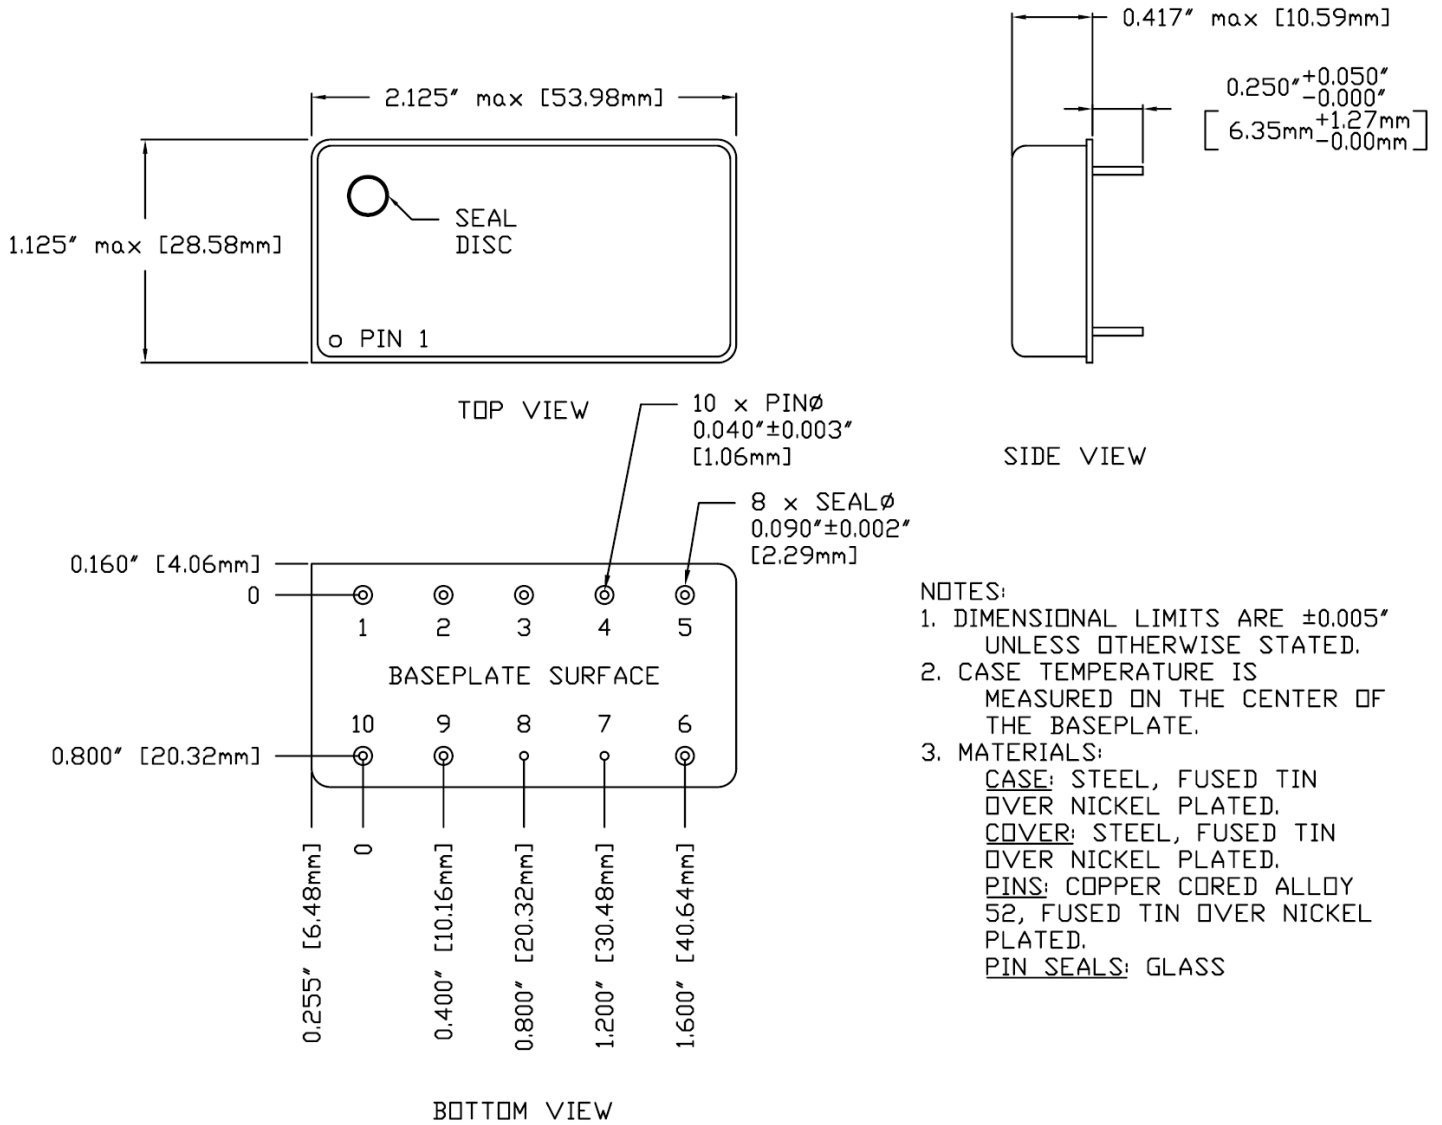 2.125″ max [53.98mm]
1.125″ max [28.58mm]
SEAL
DISC
PIN 1
TOP VIEW
0.417″ max [10.59mm]
0.250″ +0.050″
-0.000″
[6.35mm +1.27mm
-0.00mm]
SIDE VIEW
10 x PINø
0.040″±0.003″
[1.06mm]
8 x SEALø
0.090″±0.002″
[2.29mm]
0.160″ [4.06mm]
0
1 2 3 4 5
BASEPLATE SURFACE
10 9 8 7 6
0.800″ [20.32mm]
0.255″ [6.48mm]
0
0.400″ [10.16mm]
0.800″ [20.32mm]
1.200″ [30.48mm]
1.600″ [40.64mm]
BOTTOM VIEW
NOTES:
1. DIMENSIONAL LIMITS ARE ±0.005″
UNLESS OTHERWISE STATED.
2. CASE TEMPERATURE IS
MEASURED ON THE CENTER OF
THE BASEPLATE.
3. MATERIALS:
CASE: STEEL, FUSED TIN
OVER NICKEL PLATED.
COVER: STEEL, FUSED TIN
OVER NICKEL PLATED.
PINS: COPPER CORED ALLOY
52, FUSED TIN OVER NICKEL
PLATED.
PIN SEALS: GLASS